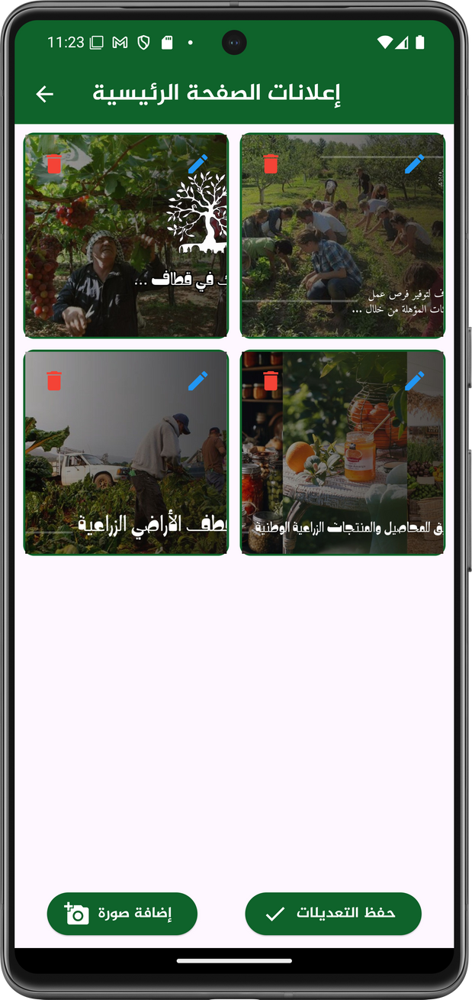 11:23
إعلانات الصفحة الرئيسية
في قطاف ...
لتوفير فرص عمل
المؤهلة من خلال ...
الأراضي الزراعية
للمحاصيل والمنتجات الزراعية الوطنية
إضافة صورة
حفظ التعديلات